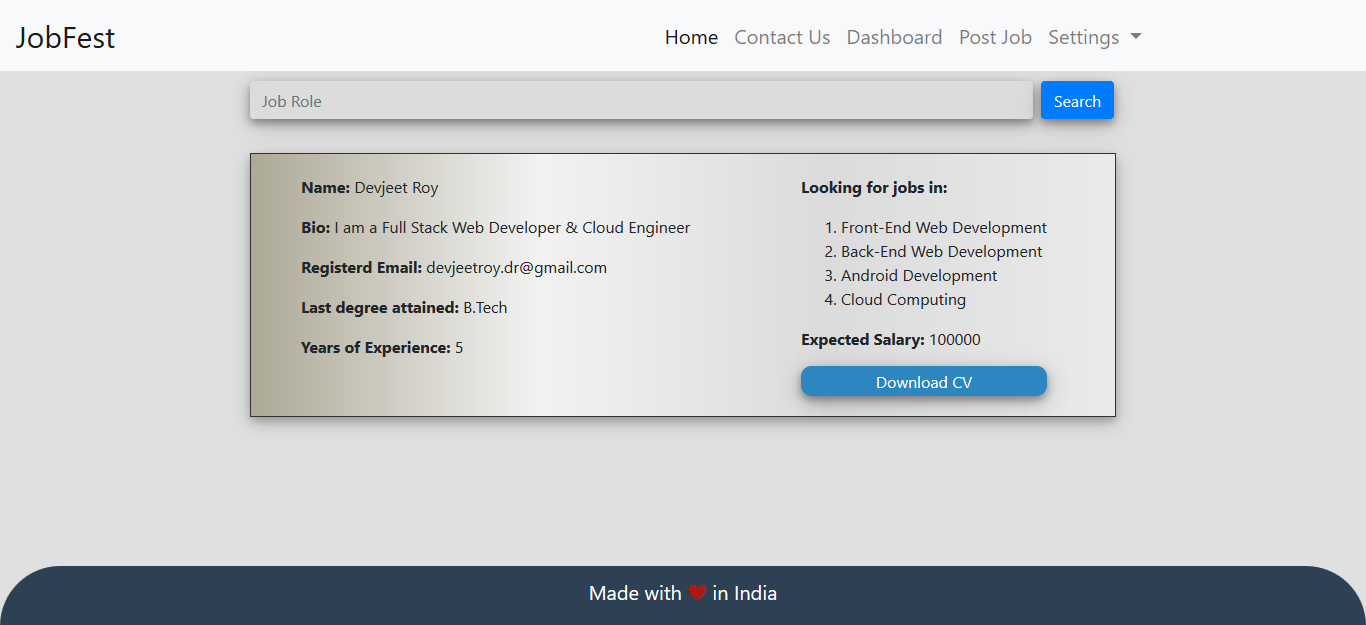 JobFest
Home Contact Us Dashboard Post Job Settings
Job Role
Search
Name: Devjeet Roy
Bio: I am a Full Stack Web Developer & Cloud Engineer
Registerd Email: devjeetroy.dr@gmail.com
Last degree attained: B.Tech
Years of Experience: 5
Looking for jobs in:
1. Front-End Web Development
2. Back-End Web Development
3. Android Development
4. Cloud Computing
Expected Salary: 100000
Download CV
Made with ❤ in India